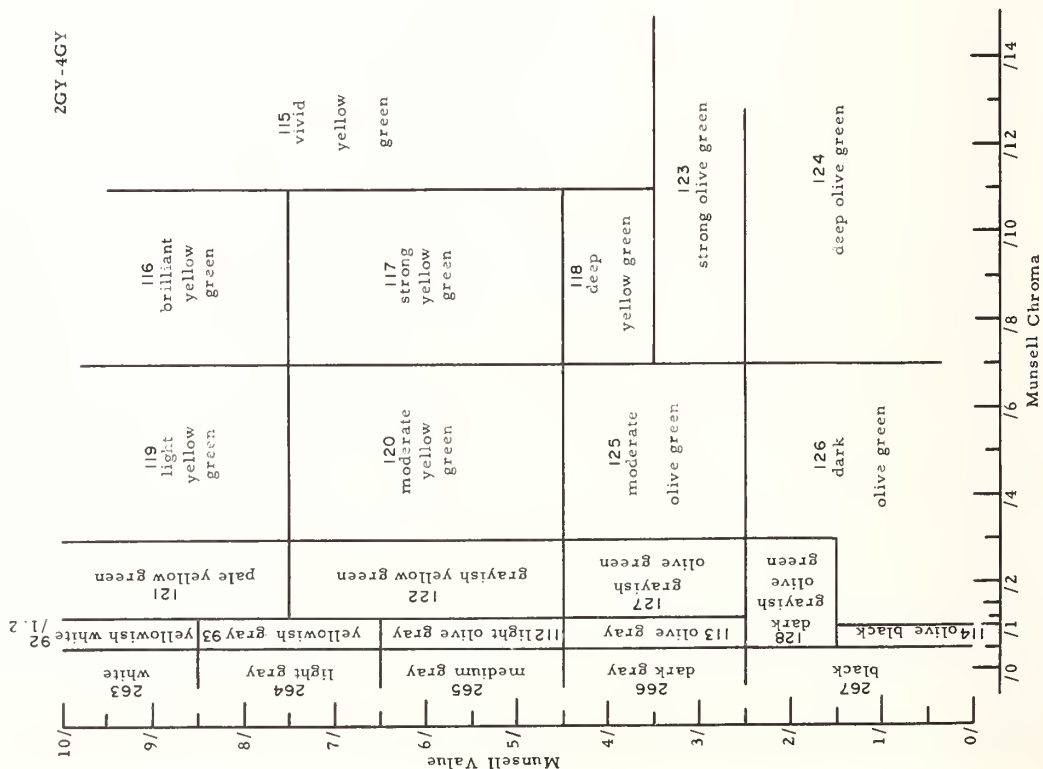 2GY-4GY
115
vivid
yellow
green
116
brilliant
yellow
green
117
strong
yellow
green
118
deep
yellow green
123
strong olive green
124
deep olive green
119
light
yellow
green
120
moderate
yellow
green
125
moderate
olive green
126
dark
olive green
121
pale yellow green
122
grayish yellow green
127
grayish
olive green
128
dark
grayish
olive
green
92
yellowish white
/1.2
yellowish gray 93
112 light olive gray
113 olive gray
114 olive black
263
white
264
light gray
265
medium gray
266
dark gray
267
black
10/
9/
8/
7/
6/
5/
4/
3/
2/
1/
0/
Munsell Value
/0
/1
/2
/4
/6
/8
/10
/12
/14
Munsell Chroma